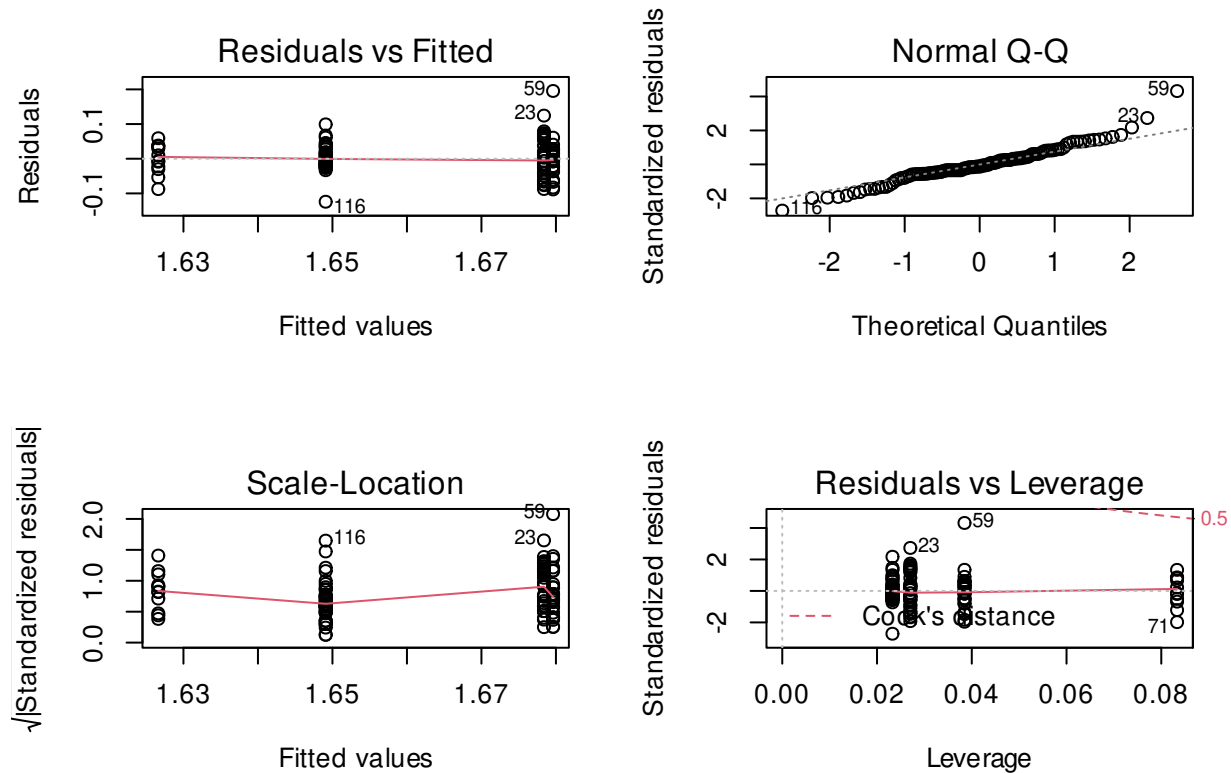 Residuals vs Fitted
Residuals
0.1
-0.1
59
23
116
1.63
1.65
1.67
Fitted values
Normal Q-Q
Standardized residuals
2
-2
59
23
116
-2
-1
0
1
2
Theoretical Quantiles
Scale-Location
√|Standardized residuals|
2.0
1.0
0.0
59
116
23
1.63
1.65
1.67
Fitted values
Residuals vs Leverage
Standardized residuals
2
-2
59
0.5
23
Cook's distance
71
0.00
0.02
0.04
0.06
0.08
Leverage